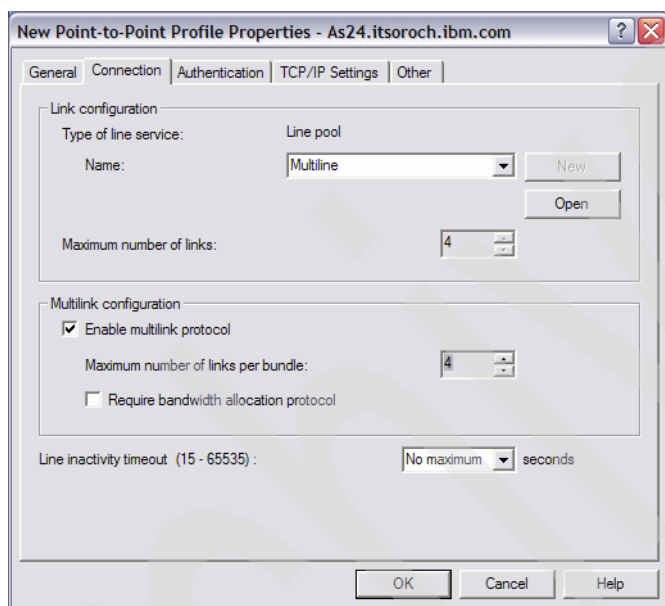 New Point-to-Point Profile Properties - As24.itsoroch.ibm.com
General Connection Authentication TCP/IP Settings Other
Link configuration
Type of line service: Line pool
Name: Multiline New
Open
Maximum number of links: 4
Multilink configuration
Enable multilink protocol
Maximum number of links per bundle: 4
Require bandwidth allocation protocol
Line inactivity timeout (15 - 65535) : No maximum seconds
OK Cancel Help